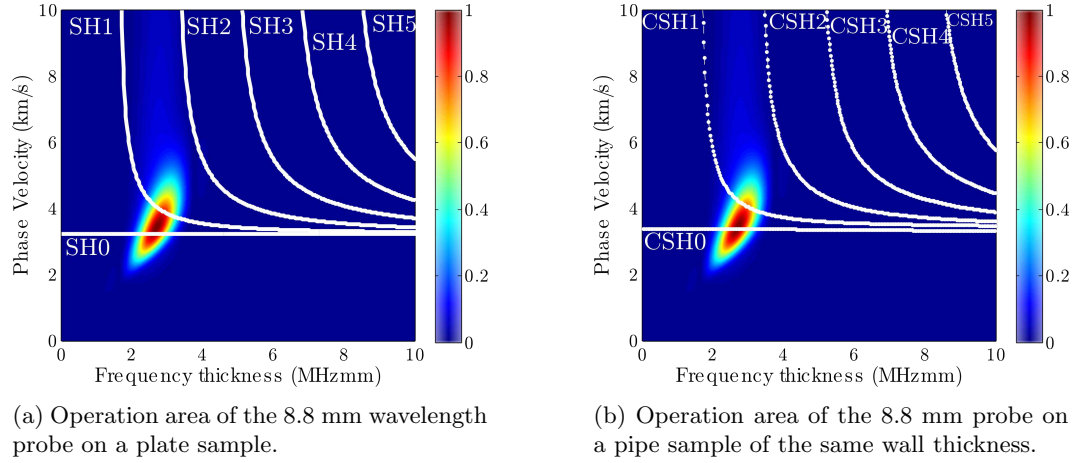 10
8
6
4
2
0
Phase Velocity (km/s)
SH1
SH2
SH3
SH4
SH5
SH0
0 2 4 6 8 10
Frequency thickness (MHzmm)
1
0.8
0.6
0.4
0.2
0
(a) Operation area of the 8.8 mm wavelength
probe on a plate sample.
10
8
6
4
2
0
Phase Velocity (km/s)
CSH1
CSH2
CSH3
CSH4
CSH5
CSH0
0 2 4 6 8 10
Frequency thickness (MHzmm)
1
0.8
0.6
0.4
0.2
0
(b) Operation area of the 8.8 mm probe on
a pipe sample of the same wall thickness.